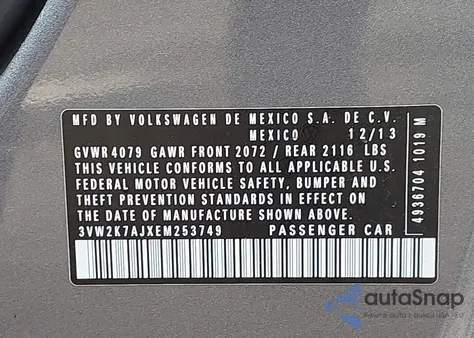 MFD BY VOLKSWAGEN DE MEXICO S.A. DE C.V.
MEXICO 12/13
GVWR 4079 GAWR FRONT 2072 / REAR 2116 LBS
THIS VEHICLE CONFORMS TO ALL APPLICABLE U.S.
FEDERAL MOTOR VEHICLE SAFETY, BUMPER AND
THEFT PREVENTION STANDARDS IN EFFECT ON
THE DATE OF MANUFACTURE SHOWN ABOVE.
3VW2K7AJXEM253749 PASSENGER CAR
4936704 1019 M
autoSnap